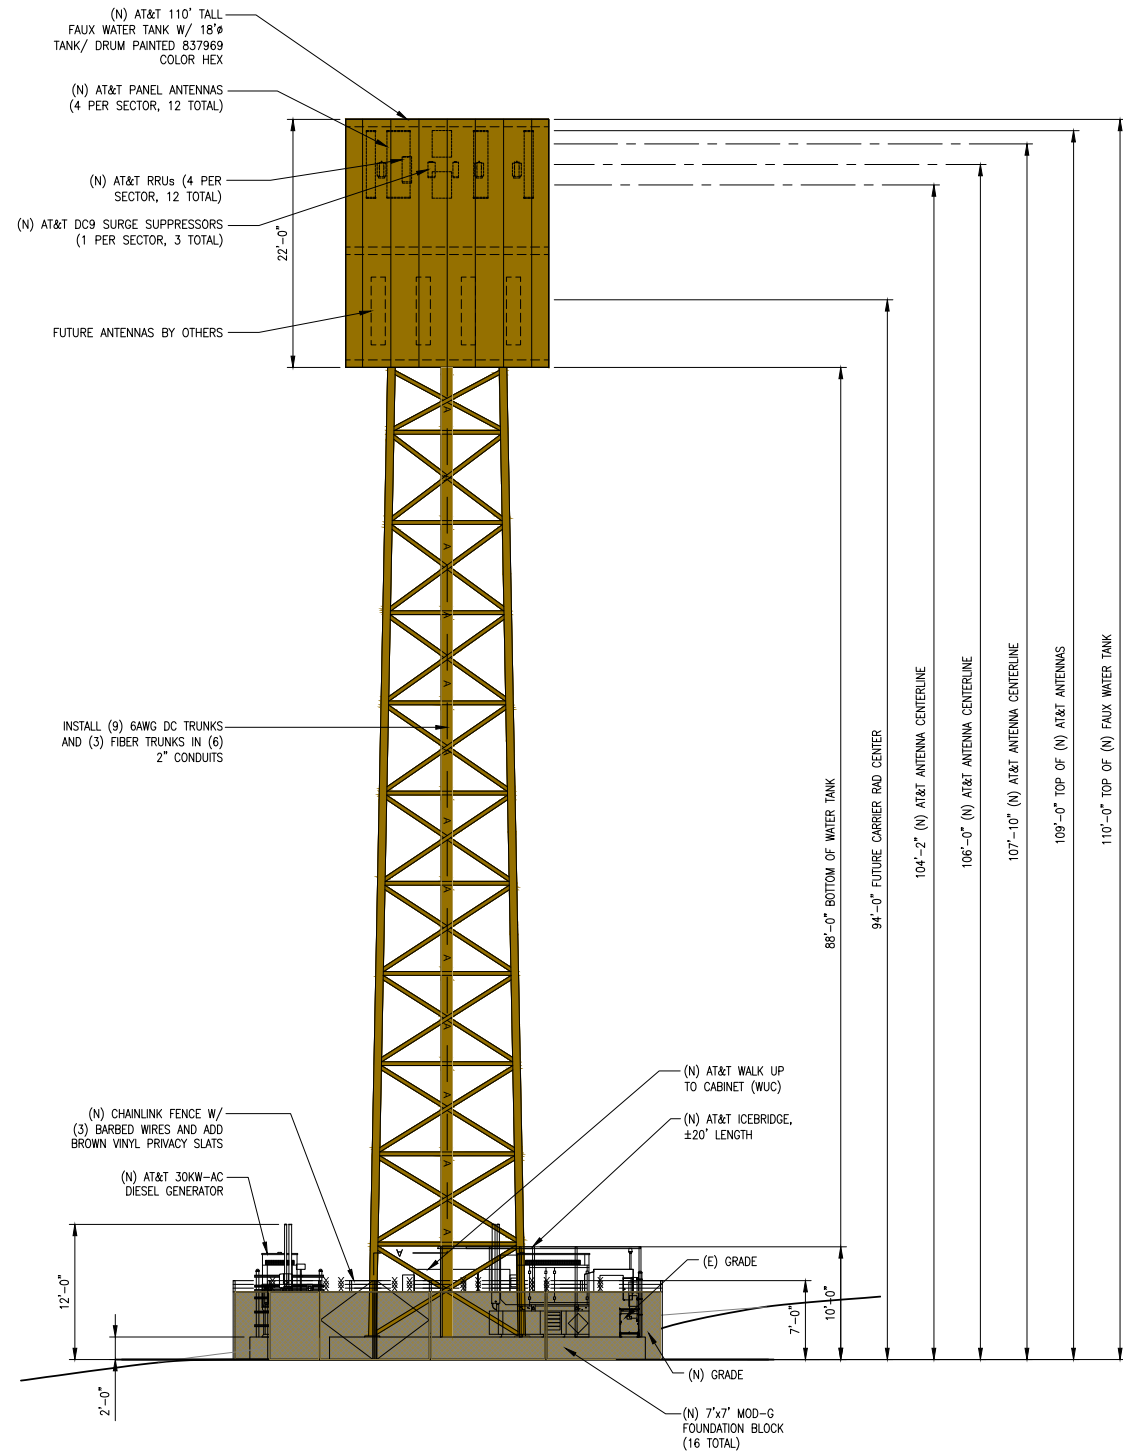 (N) AT&T 110' TALL
FAUX WATER TANK W/ 18'ø
TANK/ DRUM PAINTED 837969
COLOR HEX
(N) AT&T PANEL ANTENNAS
(4 PER SECTOR, 12 TOTAL)
(N) AT&T RRUs (4 PER
SECTOR, 12 TOTAL)
(N) AT&T DC9 SURGE SUPPRESSORS
(1 PER SECTOR, 3 TOTAL)
22'-0"
FUTURE ANTENNAS BY OTHERS
INSTALL (9) 6AWG DC TRUNKS
AND (3) FIBER TRUNKS IN (6)
2" CONDUITS
88'-0" BOTTOM OF WATER TANK
94'-0" FUTURE CARRIER RAD CENTER
104'-2" (N) AT&T ANTENNA CENTERLINE
106'-0" (N) AT&T ANTENNA CENTERLINE
107'-10" (N) AT&T ANTENNA CENTERLINE
109'-0" TOP OF (N) AT&T ANTENNAS
110'-0" TOP OF (N) FAUX WATER TANK
(N) AT&T WALK UP
TO CABINET (WUC)
(N) AT&T ICEBRIDGE,
±20' LENGTH
(N) CHAINLINK FENCE W/
(3) BARBED WIRES AND ADD
BROWN VINYL PRIVACY SLATS
(N) AT&T 30KW-AC
DIESEL GENERATOR
(E) GRADE
12'-0"
2'-0"
7'-0"
10'-0"
(N) GRADE
(N) 7'x7' MOD-G
FOUNDATION BLOCK
(16 TOTAL)